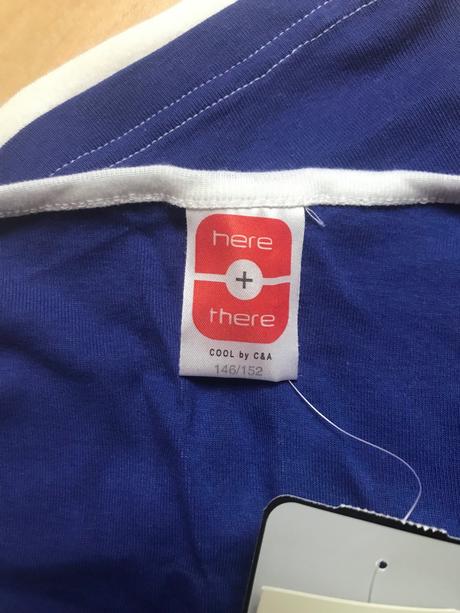 here
+
there
COOL by C&A
146/152